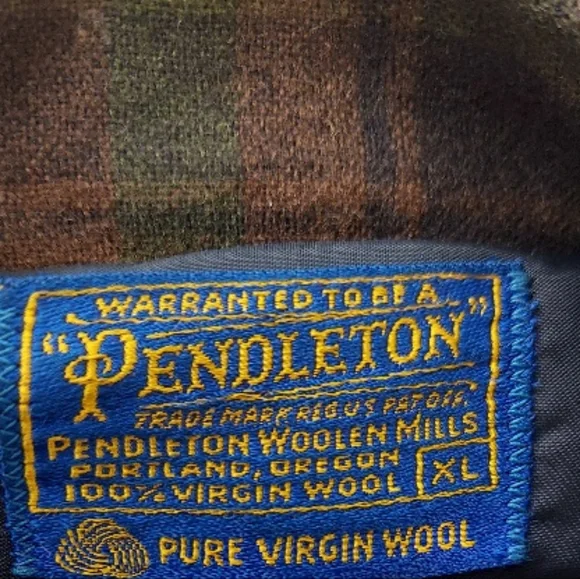 WARRANTED TO BE A
"PENDLETON"
TRADE MARK REG. U.S. PAT. OFF.
PENDLETON WOOLEN MILLS
PORTLAND, OREGON
XL
100% VIRGIN WOOL
PURE VIRGIN WOOL